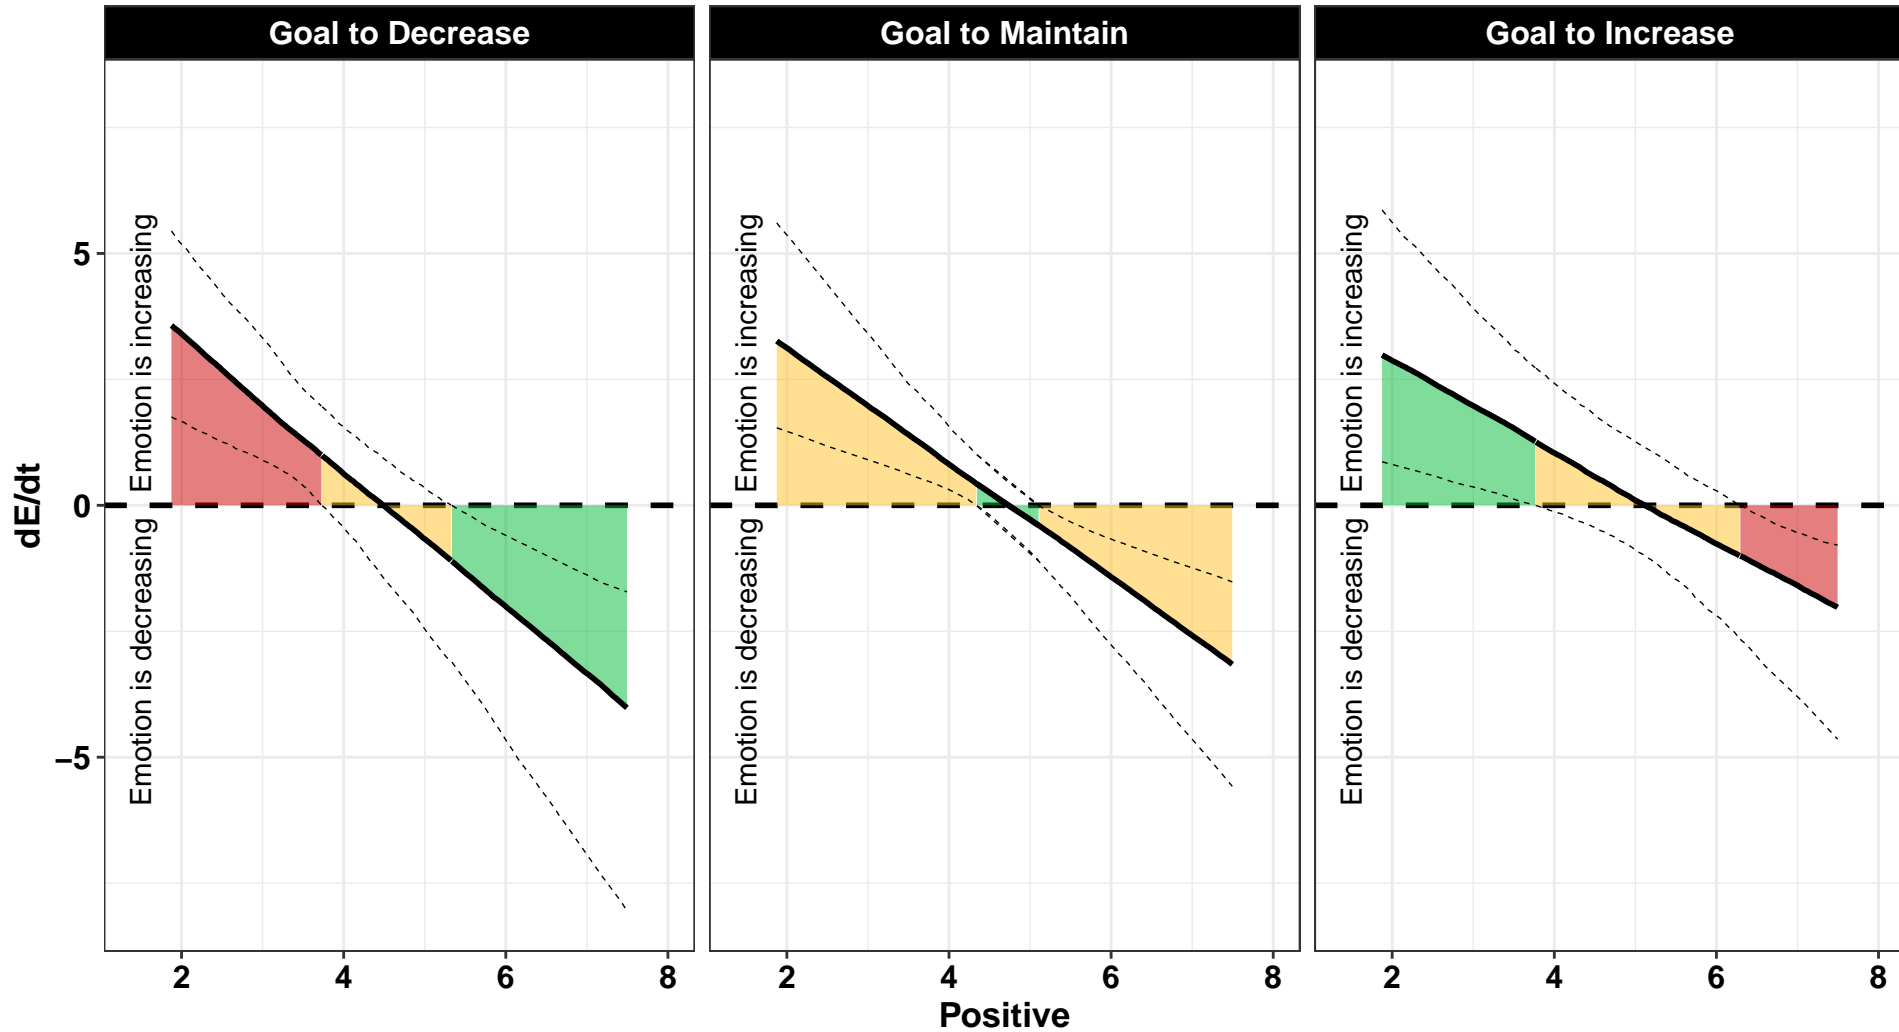 Goal to Decrease
Goal to Maintain
Goal to Increase
dE/dt
5
0
−5
Emotion is increasing
Emotion is decreasing
Emotion is increasing
Emotion is decreasing
Emotion is increasing
Emotion is decreasing
2 4 6 8
2 4 6 8
2 4 6 8
Positive